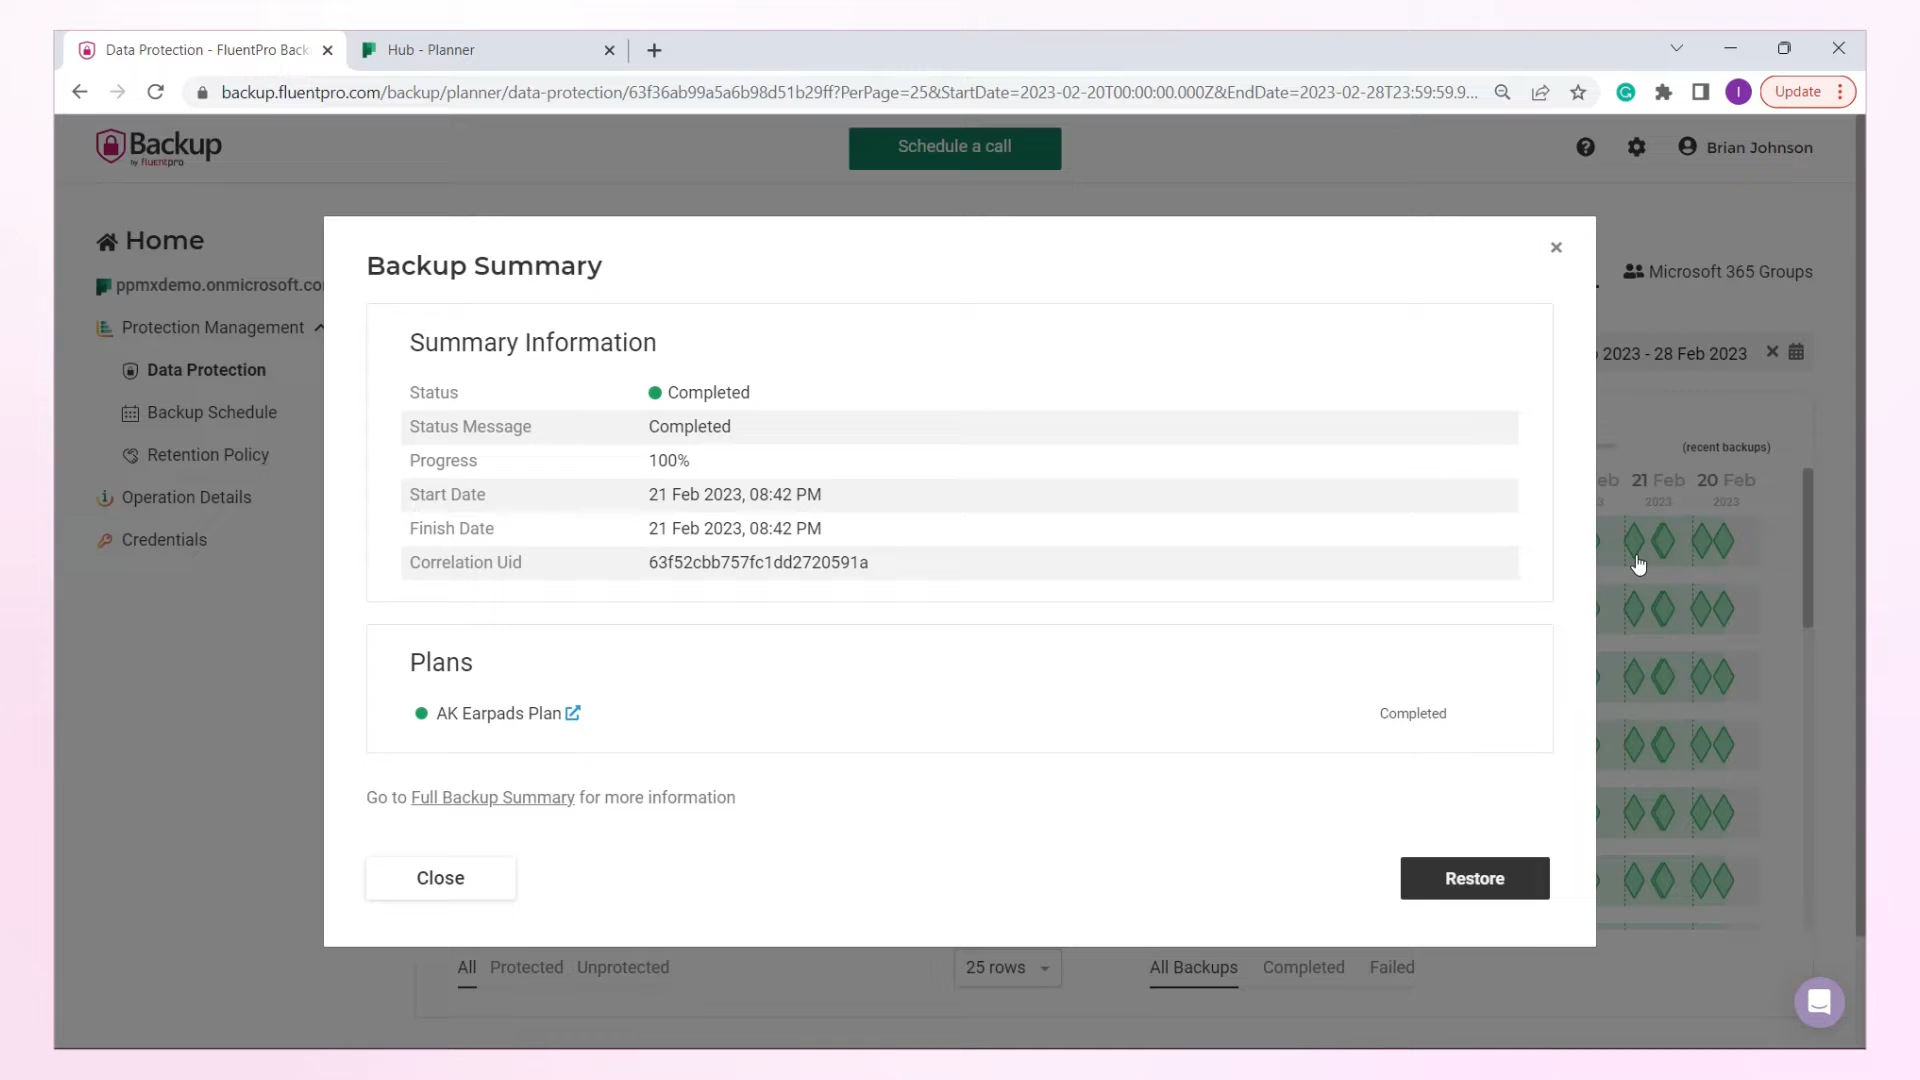 Data Protection - FluentPro Back
Hub - Planner
backup.fluentpro.com/backup/planner/data-protection/63f36ab99a5a6b98d51b29ff?PerPage=25&StartDate=2023-02-20T00:00:00.000Z&EndDate=2023-02-28T23:59:59.9...
I
Update
Backup
by fluentpro
Schedule a call
Brian Johnson
Home
ppmxdemo.onmicrosoft.co
Protection Management
Data Protection
Backup Schedule
Retention Policy
Operation Details
Credentials
Microsoft 365 Groups
2023 - 28 Feb 2023
(recent backups)
eb 21 Feb 20 Feb
3 2023 2023
Backup Summary
Summary Information
Status Completed
Status Message Completed
Progress 100%
Start Date 21 Feb 2023, 08:42 PM
Finish Date 21 Feb 2023, 08:42 PM
Correlation Uid 63f52cbb757fc1dd2720591a
Plans
AK Earpads Plan Completed
Go to Full Backup Summary for more information
Close Restore
All Protected Unprotected 25 rows All Backups Completed Failed